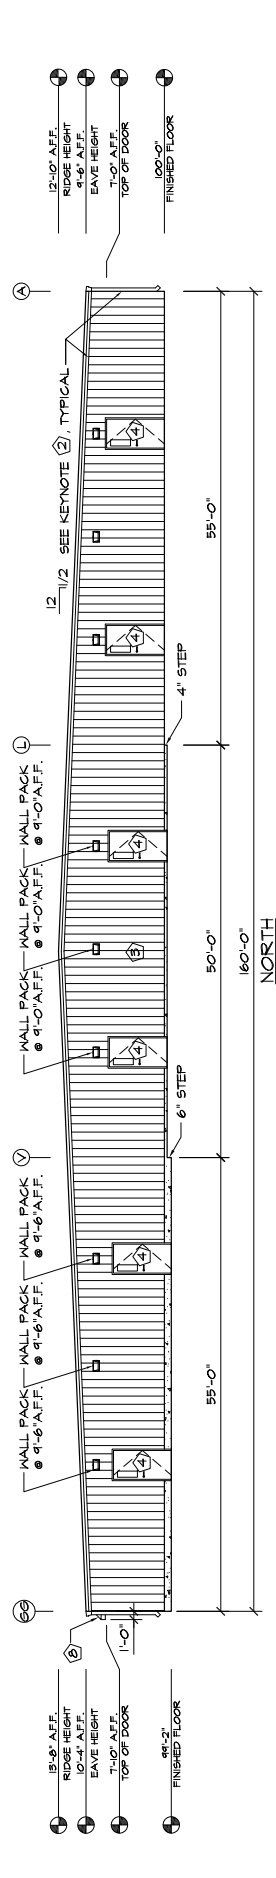 13'-8" A.F.F.
RIDGE HEIGHT
10'-4" A.F.F.
EAVE HEIGHT
7'-10" A.F.F.
TOP OF DOOR
99'-2"
FINISHED FLOOR
GG
8
1'-0"
WALL PACK
@ 9'-6"A.F.F.
WALL PACK
@ 9'-6"A.F.F.
WALL PACK
@ 9'-6"A.F.F.
V
WALL PACK
@ 9'-0"A.F.F.
WALL PACK
@ 9'-0"A.F.F.
WALL PACK
@ 9'-0"A.F.F.
L
12
1/2
SEE KEYNOTE 2, TYPICAL
A
4
4
4
3
4
4
4
6" STEP
4" STEP
55'-0"
50'-0"
55'-0"
160'-0"
NORTH
12'-10" A.F.F.
RIDGE HEIGHT
9'-6" A.F.F.
EAVE HEIGHT
7'-0" A.F.F.
TOP OF DOOR
100'-0"
FINISHED FLOOR